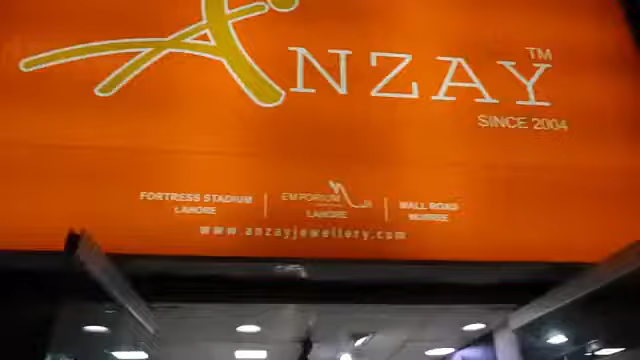 ANZAY™
SINCE 2004
FORTRESS STADIUM
LAHORE
EMPORIUM
LAHORE
MALL ROAD
MURREE
www.anzayjewellery.com